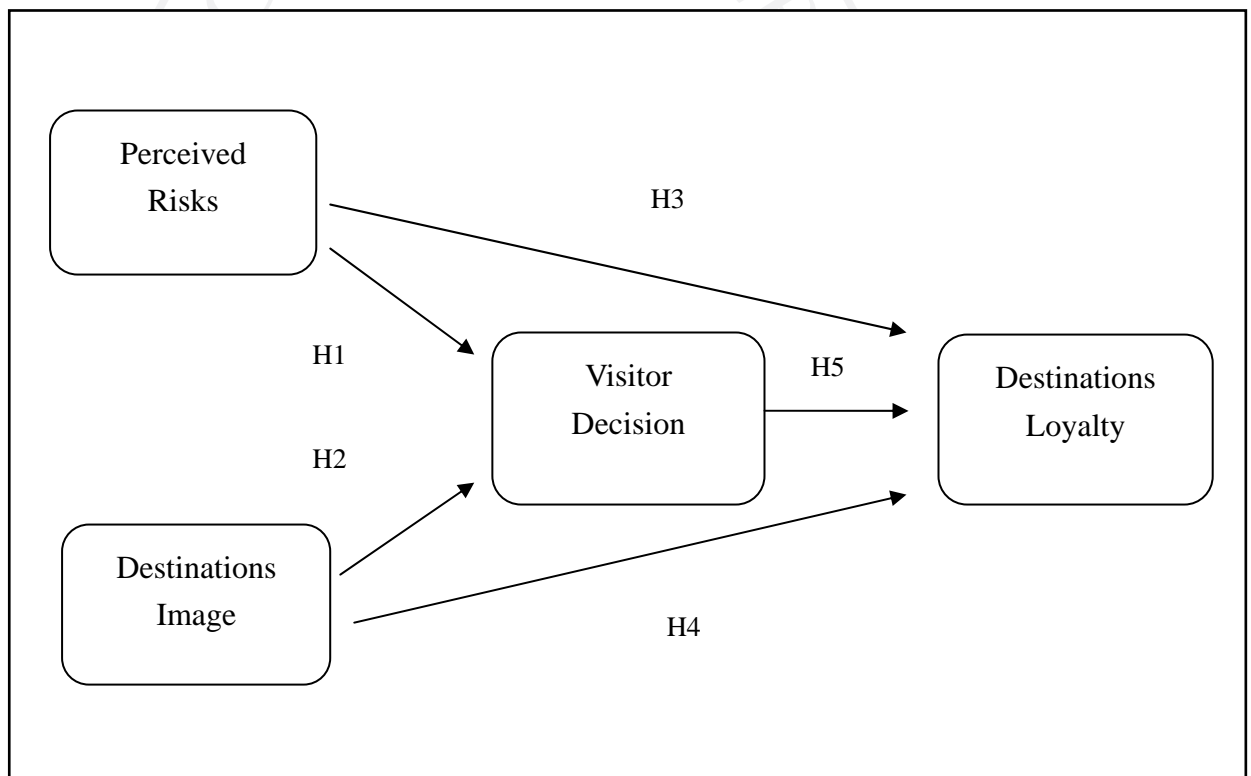 Perceived
Risks
H3
H1
Visitor
Decision
H5
Destinations
Loyalty
H2
Destinations
Image
H4